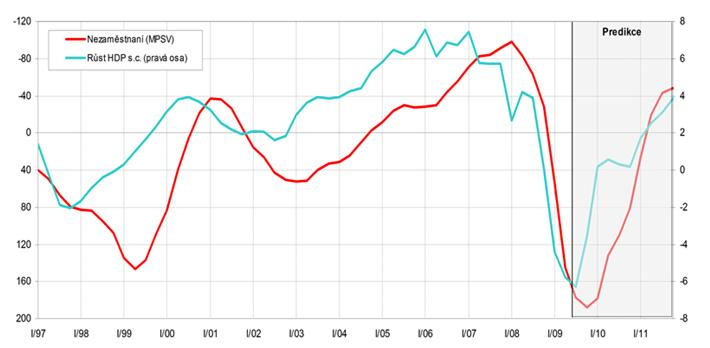 Nezaměstnaní (MPSV)
Růst HDP s.c. (pravá osa)
Predikce
-120
-80
-40
0
40
80
120
160
200
8
6
4
2
0
-2
-4
-6
-8
I/97
I/98
I/99
I/00
I/01
I/02
I/03
I/04
I/05
I/06
I/07
I/08
I/09
I/10
I/11